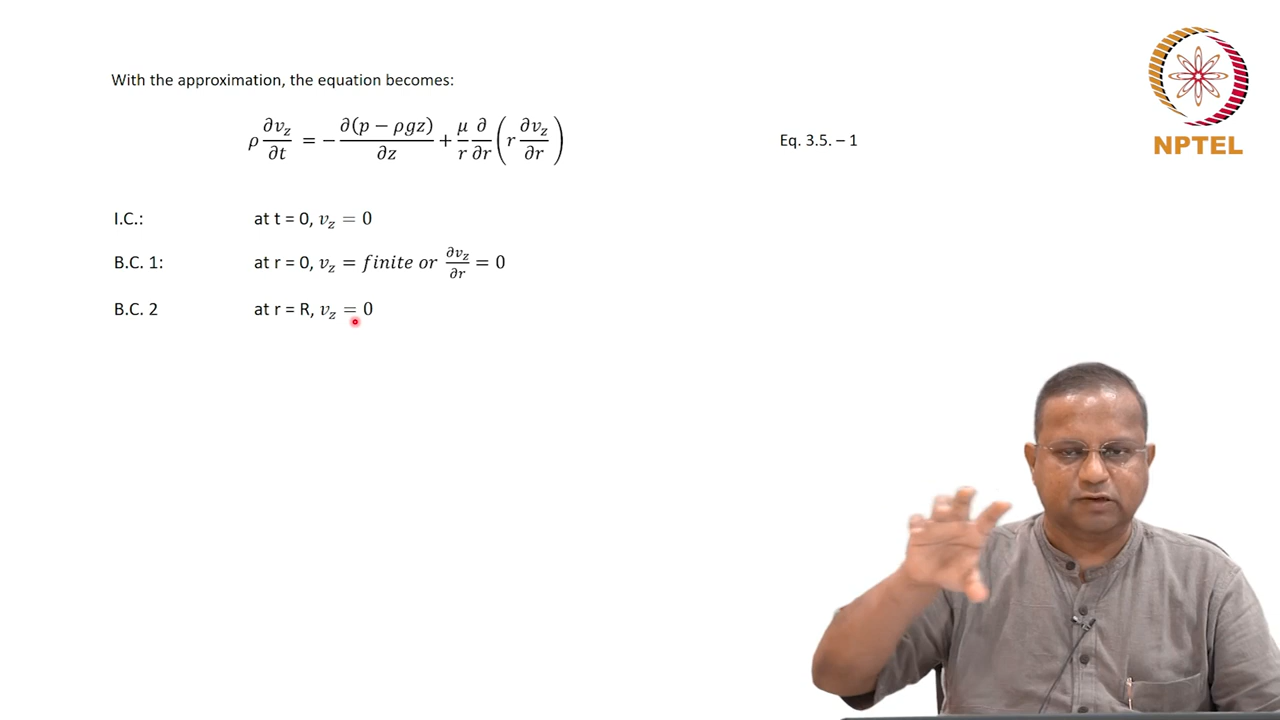 With the approximation, the equation becomes:
ρ ∂v_z/∂t = − ∂(p − ρgz)/∂z + μ/r ∂/∂r (r ∂v_z/∂r) Eq. 3.5. – 1
I.C.: at t = 0, v_z = 0
B.C. 1: at r = 0, v_z = finite or ∂v_z/∂r = 0
B.C. 2 at r = R, v_z = 0
NPTEL